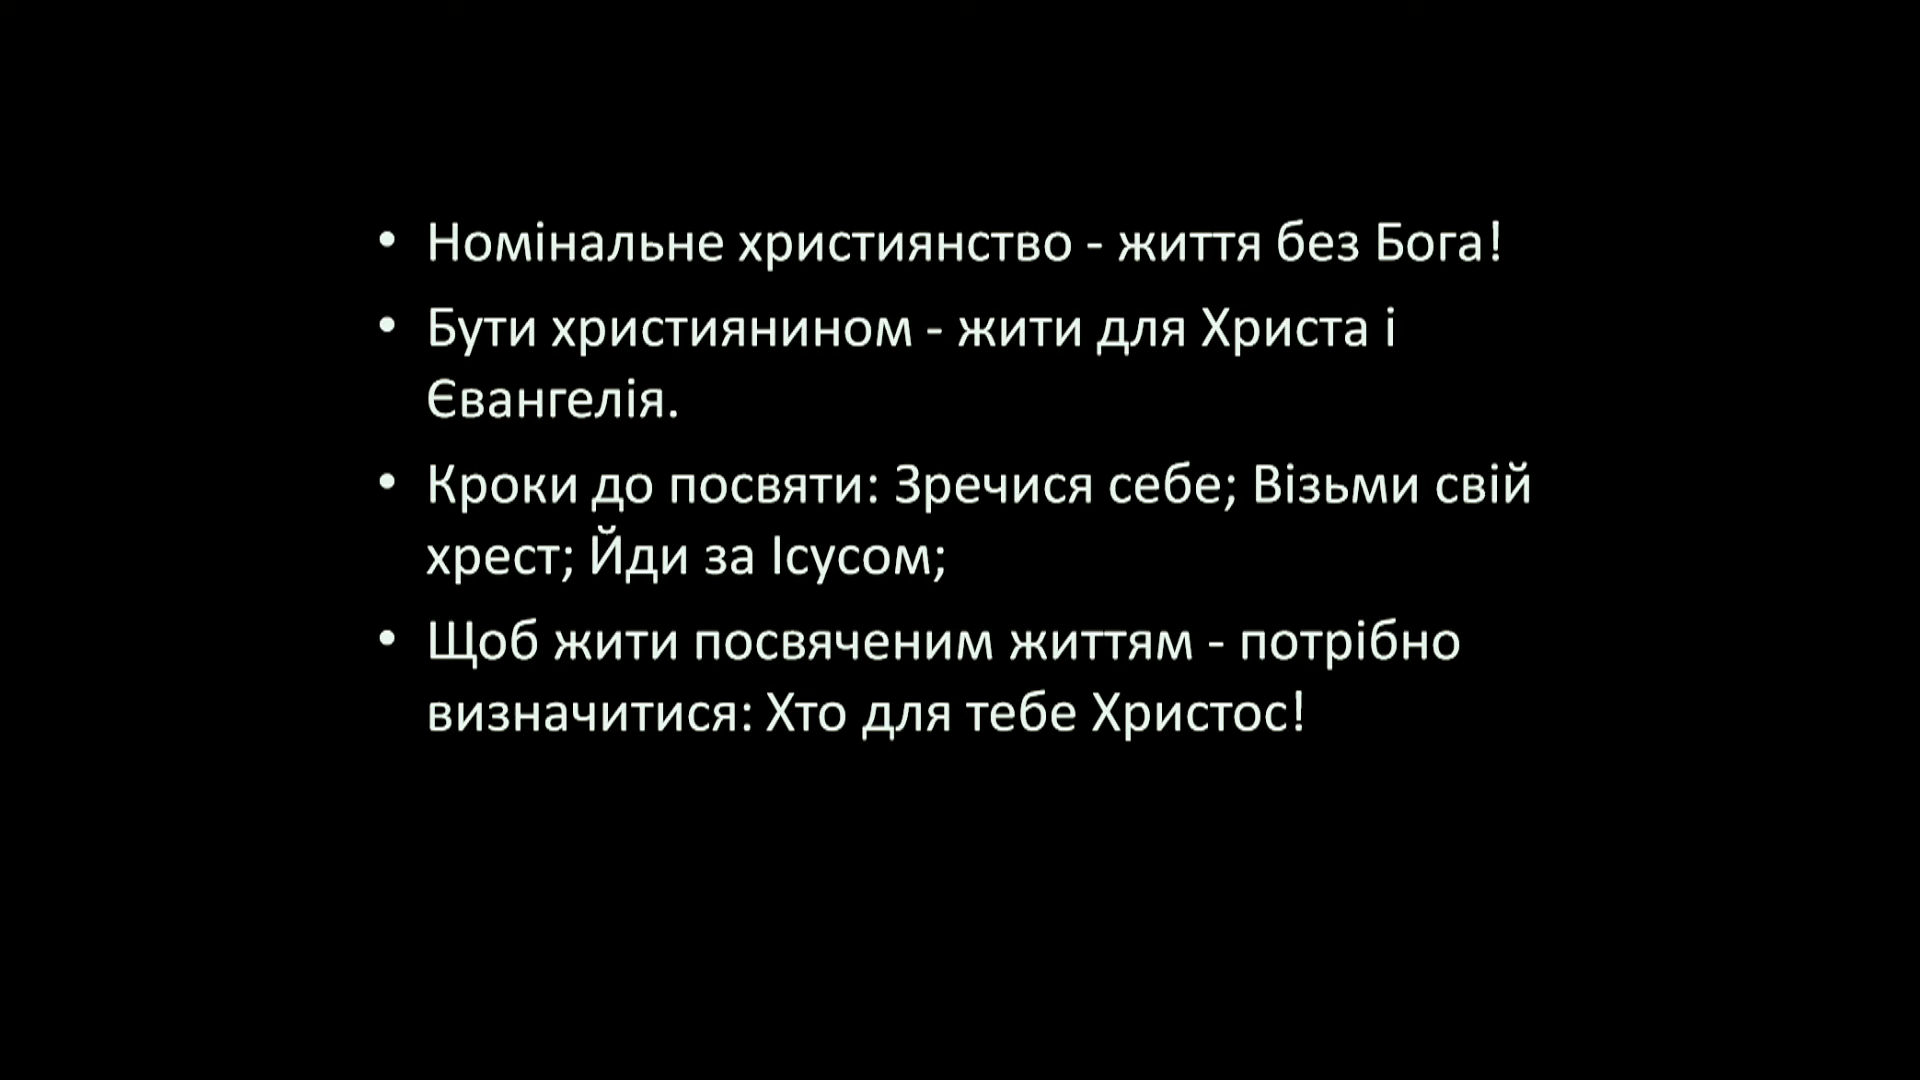 • Номінальне християнство - життя без Бога!
• Бути християнином - жити для Христа і
Євангелія.
• Кроки до посвяти: Зречися себе; Візьми свій
хрест; Йди за Ісусом;
• Щоб жити посвяченим життям - потрібно
визначитися: Хто для тебе Христос!